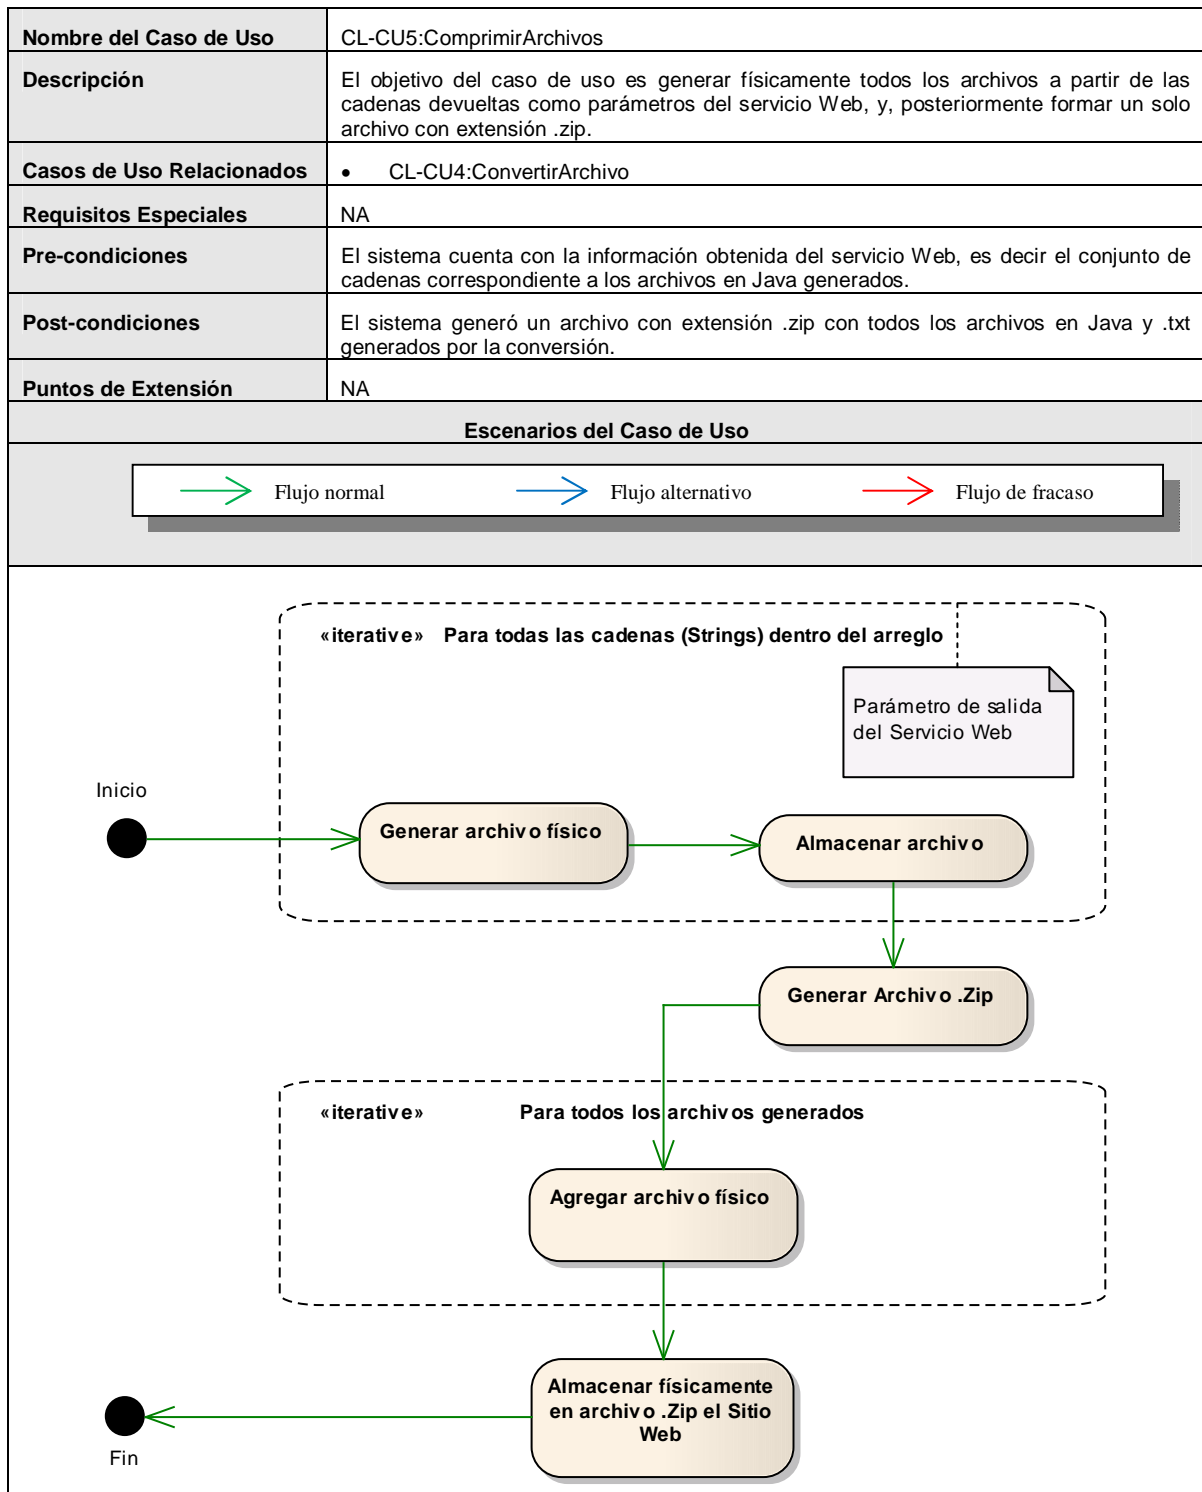 Nombre del Caso de Uso
CL-CU5:ComprimirArchivos
Descripción
El objetivo del caso de uso es generar físicamente todos los archivos a partir de las
cadenas devueltas como parámetros del servicio Web, y, posteriormente formar un solo
archivo con extensión .zip.
Casos de Uso Relacionados
• CL-CU4:ConvertirArchivo
Requisitos Especiales
NA
Pre-condiciones
El sistema cuenta con la información obtenida del servicio Web, es decir el conjunto de
cadenas correspondiente a los archivos en Java generados.
Post-condiciones
El sistema generó un archivo con extensión .zip con todos los archivos en Java y .txt
generados por la conversión.
Puntos de Extensión
NA
Escenarios del Caso de Uso
Flujo normal
Flujo alternativo
Flujo de fracaso
«iterative» Para todas las cadenas (Strings) dentro del arreglo
Parámetro de salida
del Servicio Web
Inicio
Generar archivo físico
Almacenar archivo
Generar Archivo .Zip
«iterative» Para todos los archivos generados
Agregar archivo físico
Almacenar físicamente
en archivo .Zip el Sitio
Web
Fin